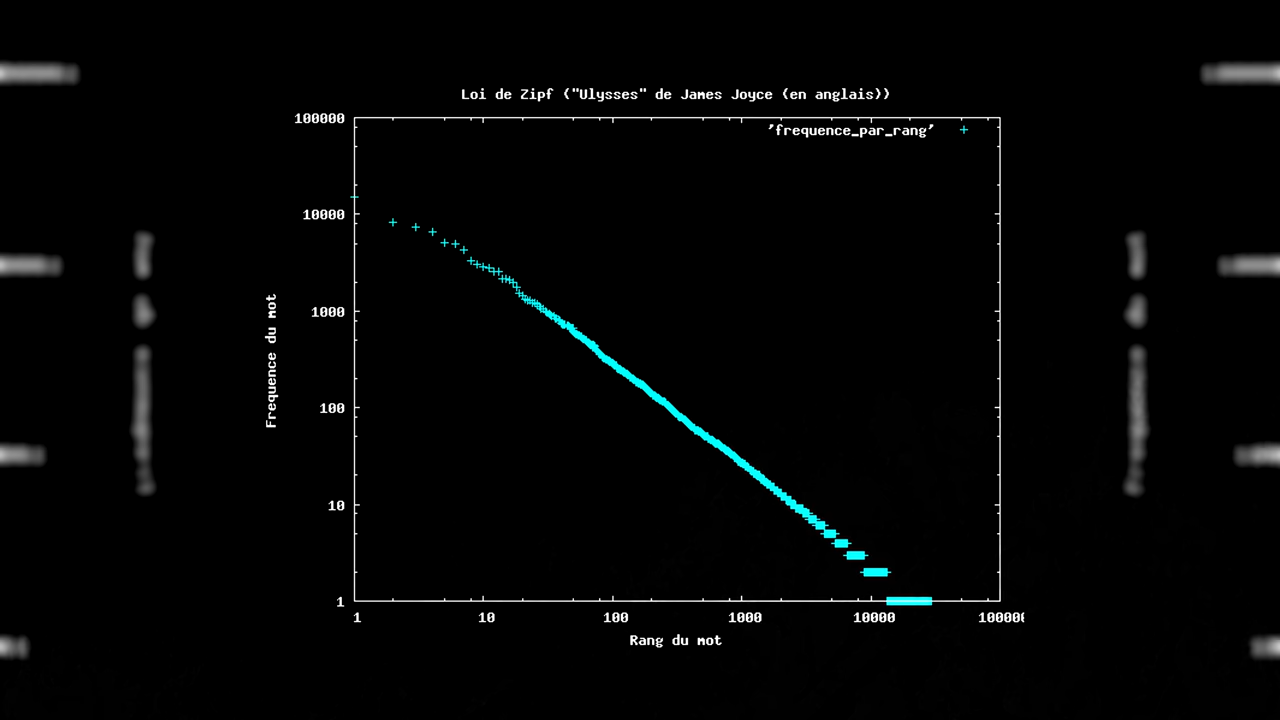 Loi de Zipf ("Ulysses" de James Joyce (en anglais))
'frequence_par_rang'
100000
10000
1000
100
10
1
Frequence du mot
1 10 100 1000 10000 100000
Rang du mot